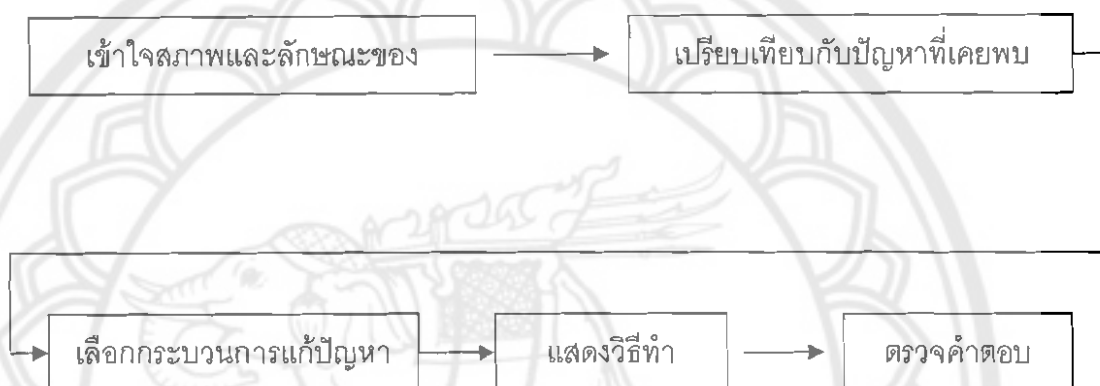 เข้าใจสภาพและลักษณะของ
เปรียบเทียบกับปัญหาที่เคยพบ
เลือกกระบวนการแก้ปัญหา
แสดงวิธีทำ
ตรวจคำตอบ